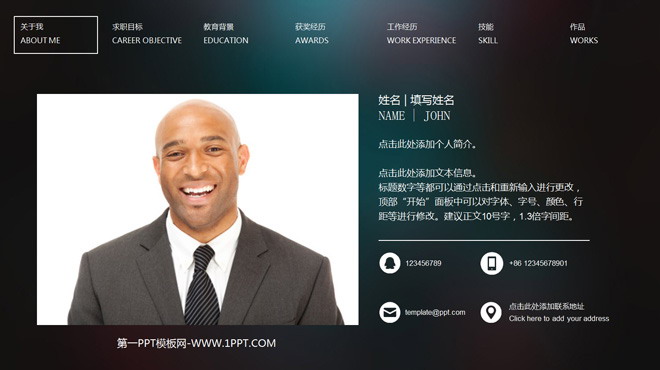 关于我
ABOUT ME
求职目标
CAREER OBJECTIVE
教育背景
EDUCATION
获奖经历
AWARDS
工作经历
WORK EXPERIENCE
技能
SKILL
作品
WORKS
姓名 | 填写姓名
NAME | JOHN
点击此处添加个人简介。
点击此处添加文本信息。
标题数字等都可以通过点击和重新输入进行更改，
顶部“开始”面板中可以对字体、字号、颜色、行
距等进行修改。建议正文10号字，1.3倍字间距。
123456789
+86 12345678901
template@ppt.com
点击此处添加联系地址
Click here to add your address
第一PPT模板网-WWW.1PPT.COM